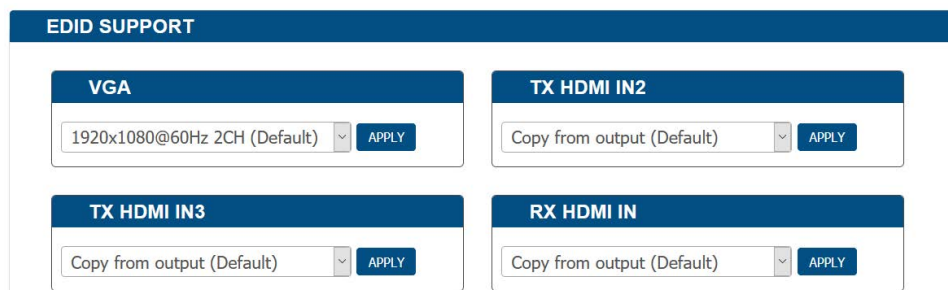 EDID SUPPORT
VGA
TX HDMI IN2
1920x1080@60Hz 2CH (Default) APPLY
Copy from output (Default) APPLY
TX HDMI IN3
RX HDMI IN
Copy from output (Default) APPLY
Copy from output (Default) APPLY